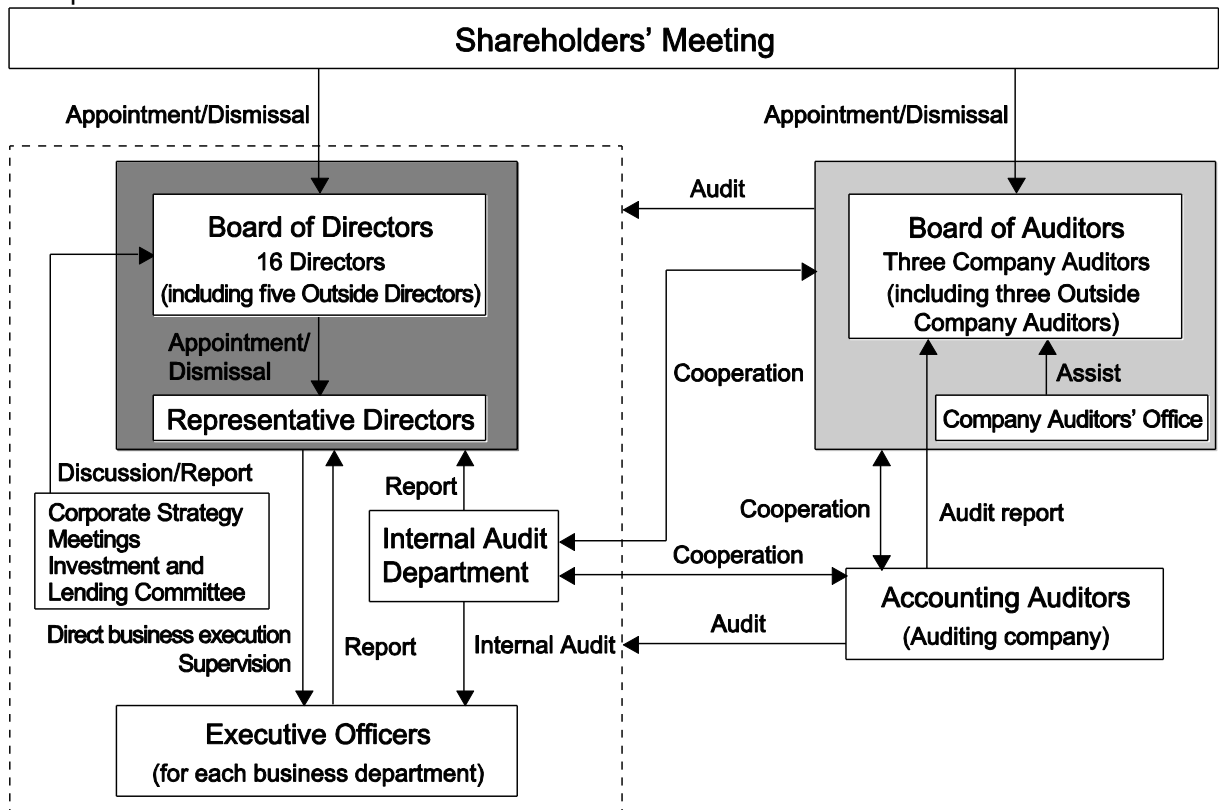 Shareholders' Meeting
Appointment/Dismissal
Appointment/Dismissal
Board of Directors
16 Directors
(including five Outside Directors)
Appointment/
Dismissal
Representative Directors
Audit
Board of Auditors
Three Company Auditors
(including three Outside
Company Auditors)
Assist
Company Auditors' Office
Cooperation
Discussion/Report
Corporate Strategy
Meetings
Investment and
Lending Committee
Report
Internal Audit
Department
Cooperation
Cooperation
Audit report
Accounting Auditors
(Auditing company)
Direct business execution
Supervision
Report
Internal Audit
Audit
Executive Officers
(for each business department)